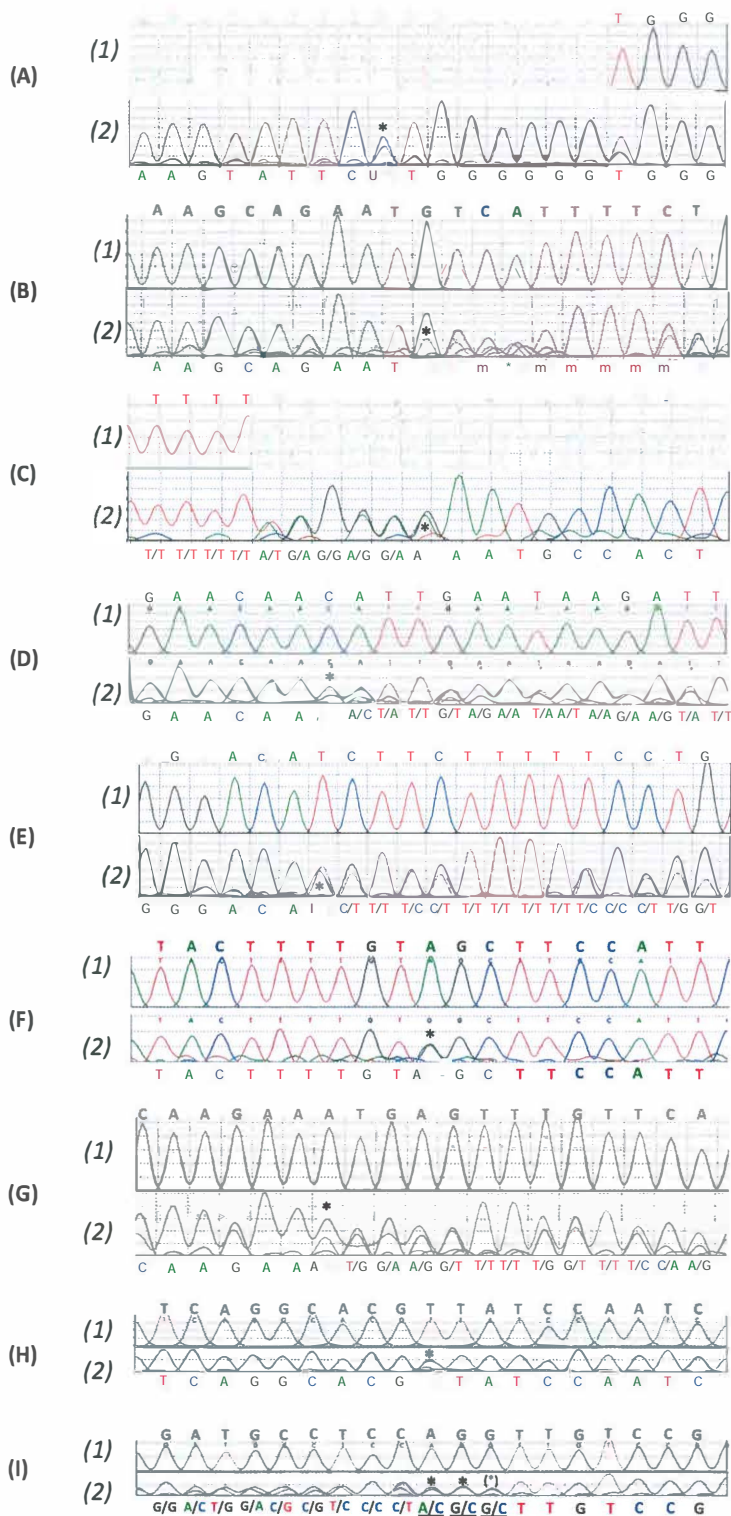 T G G G
(1)
(A)
(2)
*
A A G T A T T C U T G G G G G G T G G G
A A G C A G A A T G T C A T T T T C T
(1)
(B)
(2)
*
A A G C A G A A T m * m m m m m
T T T T
(1)
(C)
(2)
*
T/T T/T T/T T/T A/T G/A G/G A/G G/A A A A T G C C A C T
G A A C A A C A T T G A A T A A G A T T
(1)
(D)
(2)
*
G A A C A A A/C T/A T/T G/T A/G A/A T/A A/T A/A G/A A/G T/A T/T
G A C A T C T T C T T T T T C C T G
(1)
(E)
(2)
*
G G G A C A I C/T T/T T/C C/T T/T T/T T/T T/T T/C C/C C/T T/G G/T
T A C T T T T G T A G C T T C C A T T
(1)
(F)
(2)
*
T A C T T T T G T A - G C T T C C A T T
C A A G A A A T G A G T T T G T T C A
(1)
(G)
(2)
*
C A A G A A A T/G G/A A/G G/T T/T T/T T/G G/T T/T T/C C/A A/G
T C A G G C A C G T T A T C C A A T C
(1)
(H)
(2)
*
T C A G G C A C G T A T C C A A T C
G A T G C C T C C A G G T T G T C C G
(1)
(I)
(2)
* * (*)
G/G A/C T/G G/A C/G C/G T/C C/C C/T A/C G/C G/C T T G T C C G